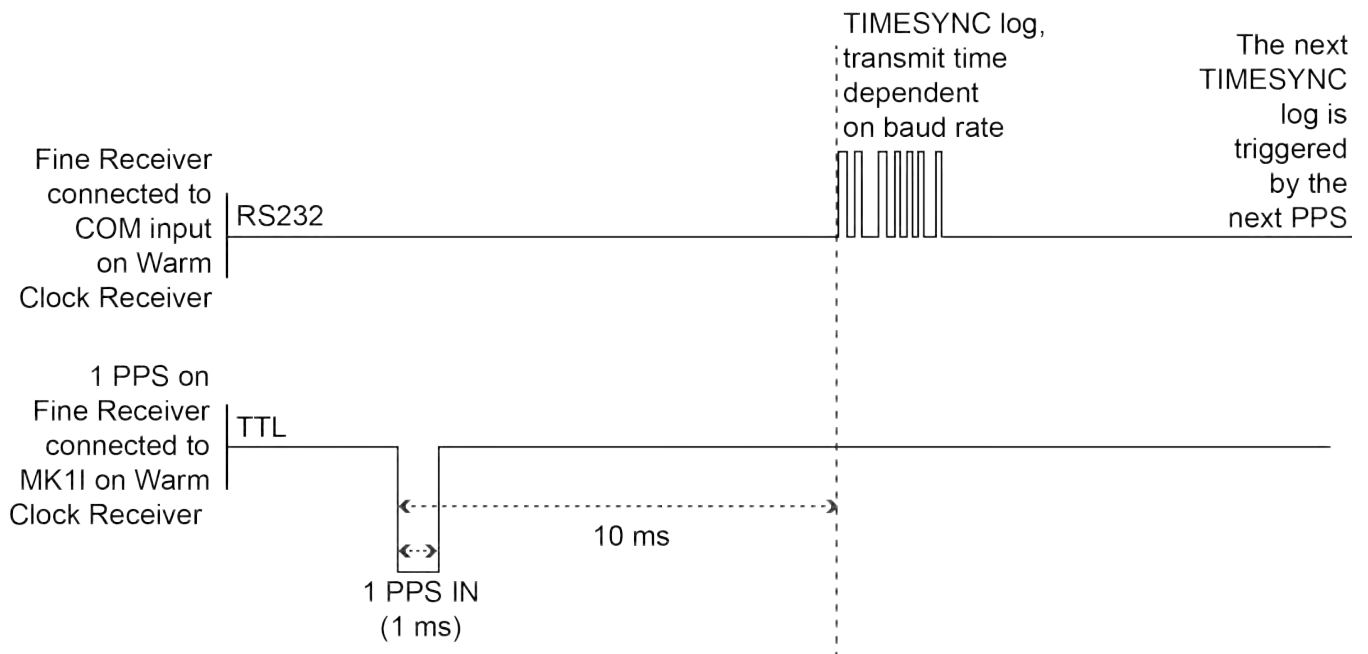 TIMESYNC log,
transmit time
dependent
on baud rate
The next
TIMESYNC
log is
triggered
by the
next PPS
Fine Receiver
connected to
COM input
on Warm
Clock Receiver
RS232
1 PPS on
Fine Receiver
connected to
MK1I on Warm
Clock Receiver
TTL
10 ms
1 PPS IN
(1 ms)